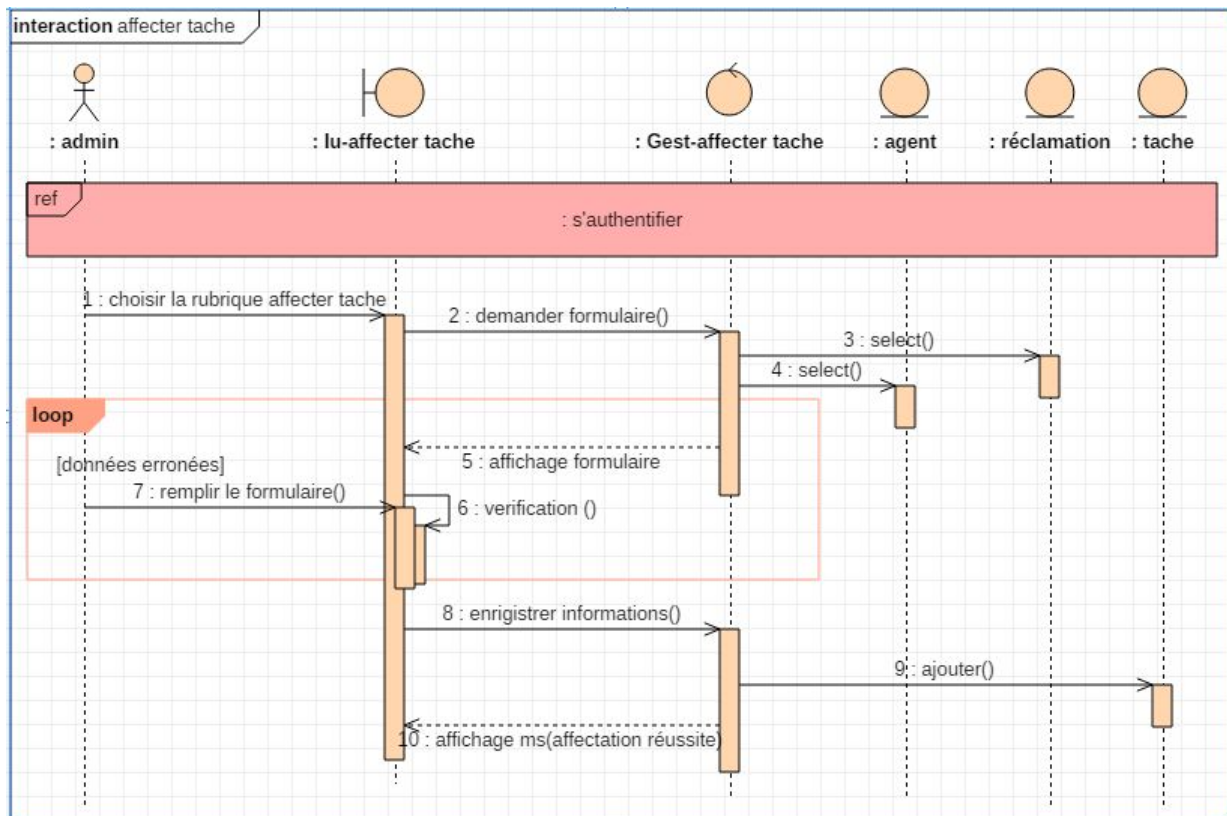 interaction affecter tache
: admin
: Iu-affecter tache
: Gest-affecter tache
: agent
: réclamation
: tache
ref
: s'authentifier
1 : choisir la rubrique affecter tache
2 : demander formulaire()
3 : select()
4 : select()
loop
5 : affichage formulaire
[données erronées]
7 : remplir le formulaire()
6 : verification ()
8 : enrigistrer informations()
9 : ajouter()
10 : affichage ms(affectation réussite)